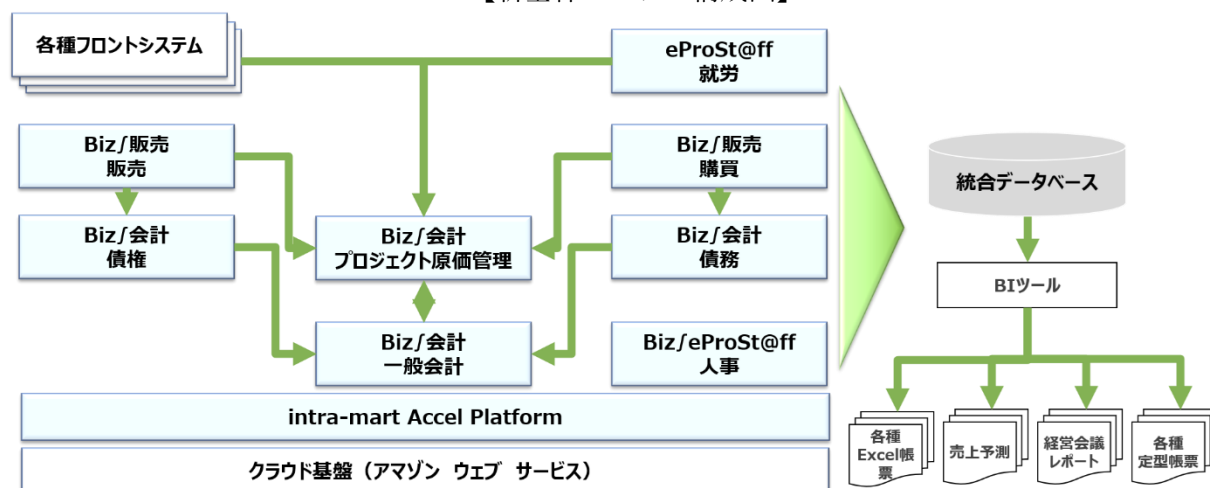 各種フロントシステム
eProSt@ff
就労
Biz∫販売
販売
Biz∫販売
購買
Biz∫会計
債権
Biz∫会計
プロジェクト原価管理
Biz∫会計
債務
Biz∫会計
一般会計
Biz∫eProSt@ff
人事
intra-mart Accel Platform
クラウド基盤（アマゾン ウェブ サービス）
統合データベース
BIツール
各種
Excel帳
票
売上予測
経営会議
レポート
各種
定型帳票